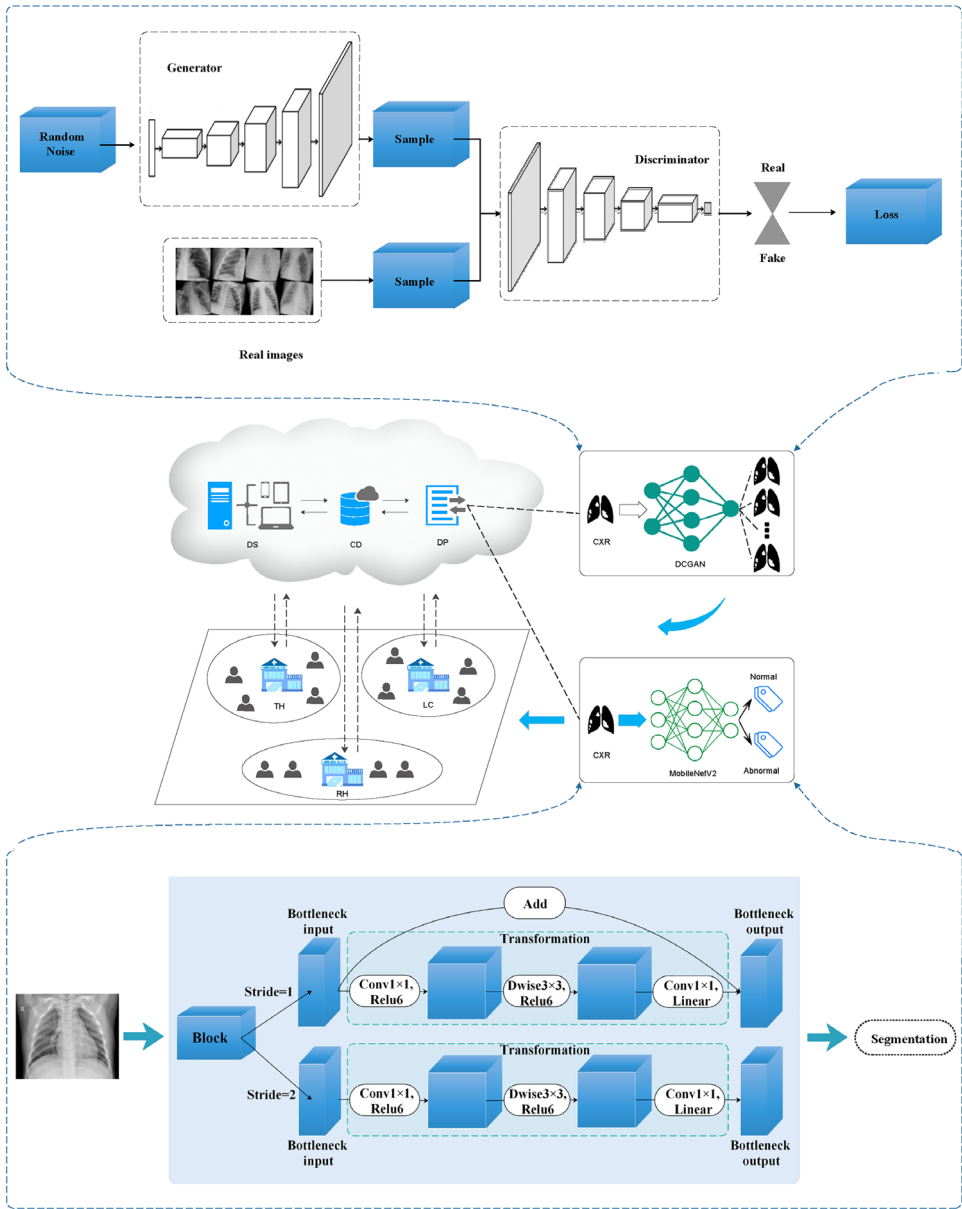 Generator
Random
Noise
Sample
Discriminator
Real
Fake
Loss
Sample
Real images
DS
CD
DP
CXR
DCGAN
TH
LC
RH
CXR
MobileNetV2
Normal
Abnormal
Add
Bottleneck
input
Transformation
Bottleneck
output
Stride=1
Conv1×1,
Relu6
Dwise3×3,
Relu6
Conv1×1,
Linear
Block
Segmentation
Transformation
Stride=2
Conv1×1,
Relu6
Dwise3×3,
Relu6
Conv1×1,
Linear
Bottleneck
input
Bottleneck
output